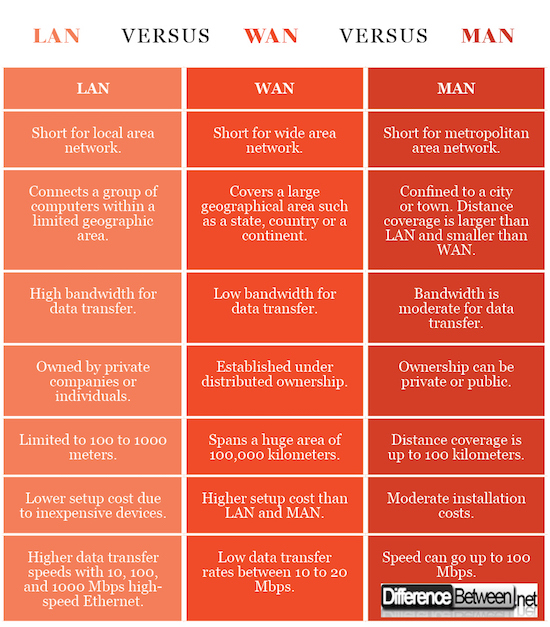 LAN VERSUS WAN VERSUS MAN
LAN
WAN
MAN
Short for local area
network.
Short for wide area
network.
Short for metropolitan
area network.
Connects a group of
computers within a
limited geographic
area.
Covers a large
geographical area such
as a state, country or a
continent.
Confined to a city
or town. Distance
coverage is larger than
LAN and smaller than
WAN.
High bandwidth for
data transfer.
Low bandwidth for
data transfer.
Bandwidth is
moderate for data
transfer.
Owned by private
companies or
individuals.
Established under
distributed ownership.
Ownership can be
private or public.
Limited to 100 to 1000
meters.
Spans a huge area of
100,000 kilometers.
Distance coverage is
up to 100 kilometers.
Lower setup cost due
to inexpensive devices.
Higher setup cost than
LAN and MAN.
Moderate installation
costs.
Higher data transfer
speeds with 10, 100,
and 1000 Mbps high-
speed Ethernet.
Low data transfer
rates between 10 to 20
Mbps.
Speed can go up to 100
Mbps.
DifferenceBetween.net